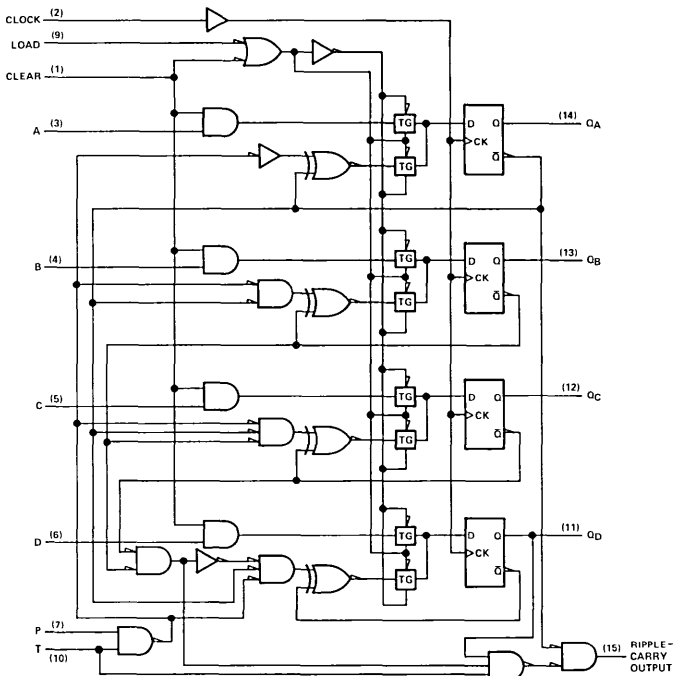 CLOCK (2)
LOAD (9)
CLEAR (1)
A (3)
TG
TG
D Q
CK
Q̅
(14) QA
B (4)
TG
TG
D Q
CK
Q̅
(13) QB
C (5)
TG
TG
D Q
CK
Q̅
(12) QC
D (6)
TG
TG
D Q
CK
Q̅
(11) QD
P (7)
T (10)
(15) RIPPLE-
CARRY
OUTPUT